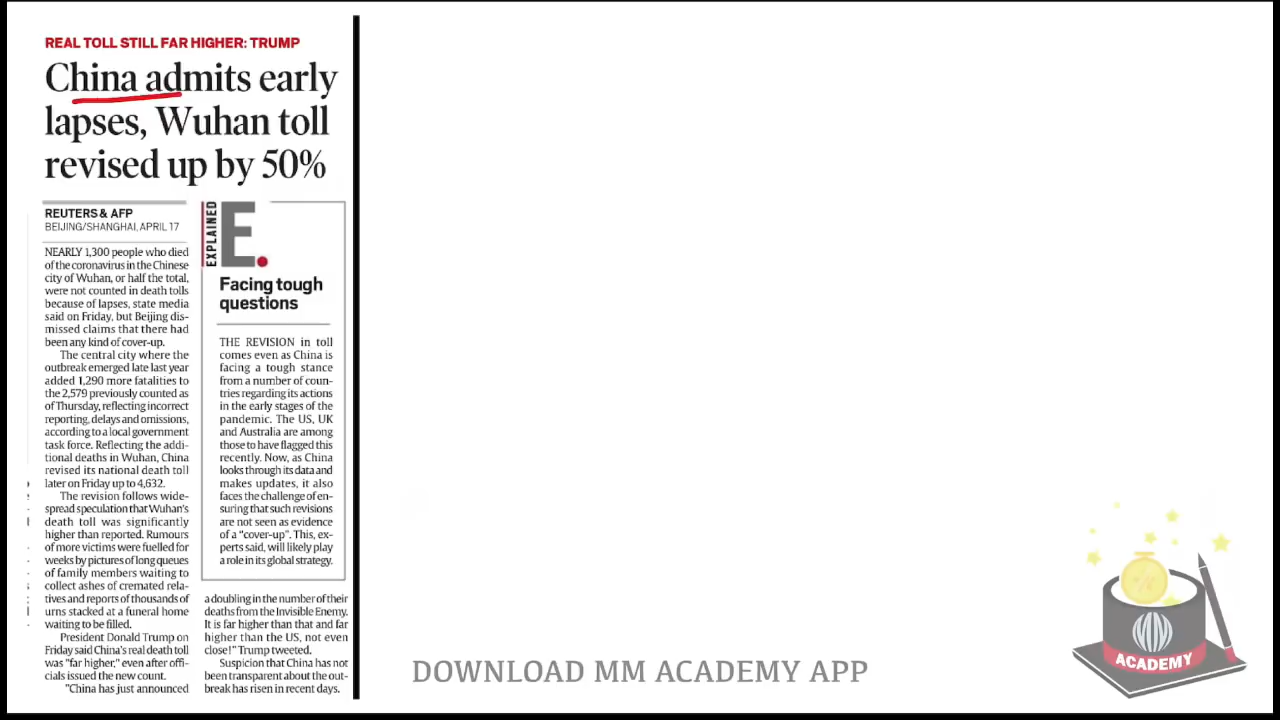 REAL TOLL STILL FAR HIGHER: TRUMP
China admits early
lapses, Wuhan toll
revised up by 50%
REUTERS & AFP
BEIJING/SHANGHAI, APRIL 17
NEARLY 1,300 people who died
of the coronavirus in the Chinese
city of Wuhan, or half the total,
were not counted in death tolls
because of lapses, state media
said on Friday, but Beijing dis-
missed claims that there had
been any kind of cover-up.
The central city where the
outbreak emerged late last year
added 1,290 more fatalities to
the 2,579 previously counted as
of Thursday, reflecting incorrect
reporting, delays and omissions,
according to a local government
task force. Reflecting the addi-
tional deaths in Wuhan, China
revised its national death toll
later on Friday up to 4,632.
The revision follows wide-
spread speculation that Wuhan's
death toll was significantly
higher than reported. Rumours
of more victims were fuelled for
weeks by pictures of long queues
of family members waiting to
collect ashes of cremated rela-
tives and reports of thousands of
urns stacked at a funeral home
waiting to be filled.
President Donald Trump on
Friday said China's real death toll
was "far higher," even after offi-
cials issued the new count.
"China has just announced
EXPLAINED
E.
Facing tough
questions
THE REVISION in toll
comes even as China is
facing a tough stance
from a number of coun-
tries regarding its actions
in the early stages of the
pandemic. The US, UK
and Australia are among
those to have flagged this
recently. Now, as China
looks through its data and
makes updates, it also
faces the challenge of en-
suring that such revisions
are not seen as evidence
of a "cover-up". This, ex-
perts said, will likely play
a role in its global strategy.
a doubling in the number of their
deaths from the Invisible Enemy.
It is far higher than that and far
higher than the US, not even
close!" Trump tweeted.
Suspicion that China has not
been transparent about the out-
break has risen in recent days.
DOWNLOAD MM ACADEMY APP
MM
ACADEMY